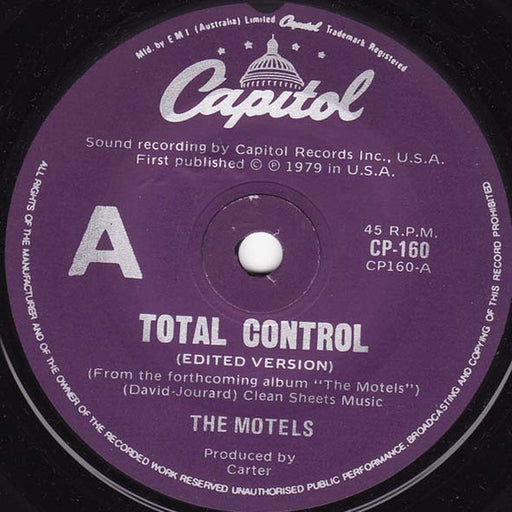 Mfd. by E M I (Australia) Limited Trademark Registered
Capitol
Sound recording by Capitol Records Inc., U.S.A.
First published © ℗ 1979 in U.S.A.
A
45 R.P.M.
CP-160
CP160-A
TOTAL CONTROL
(EDITED VERSION)
(From the forthcoming album "The Motels")
(David-Jourard) Clean Sheets Music
THE MOTELS
Produced by
Carter
ALL RIGHTS OF THE MANUFACTURER AND OF THE OWNER OF THE RECORDED WORK RESERVED UNAUTHORISED PUBLIC PERFORMANCE, BROADCASTING AND COPYING OF THIS RECORD PROHIBITED